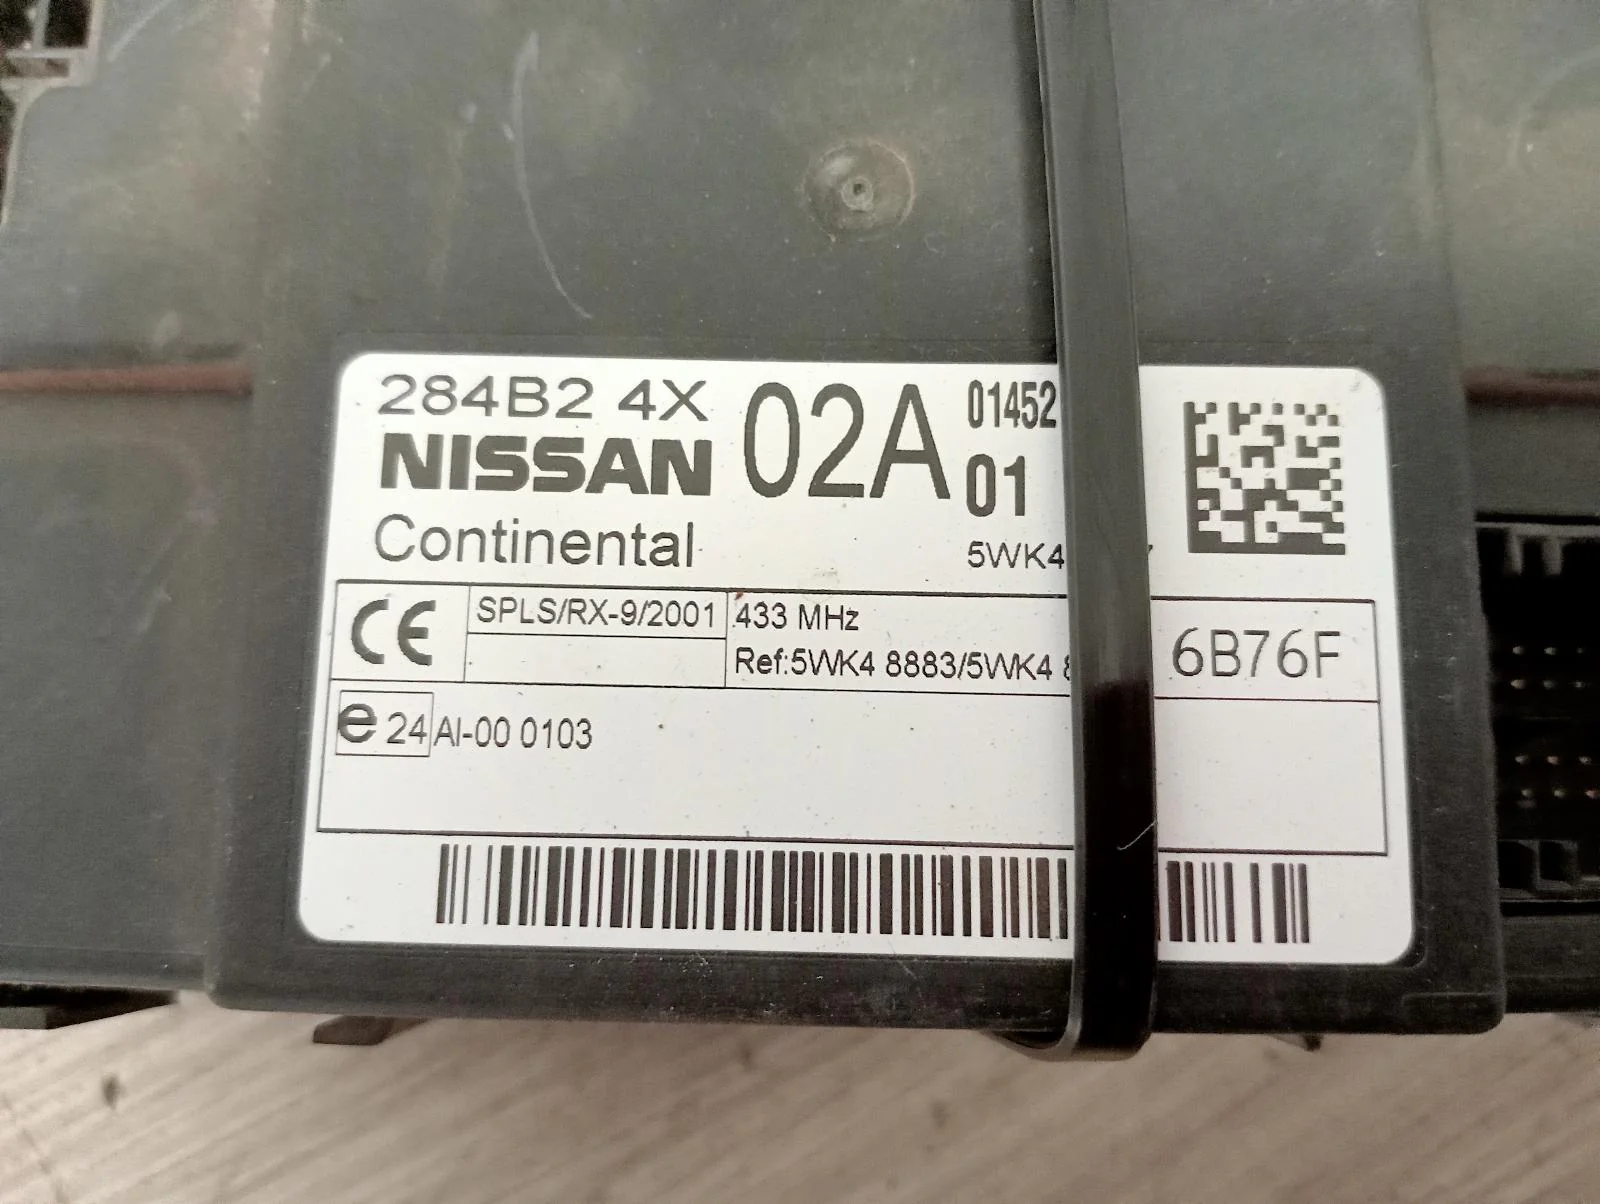 284B2 4X 02A 01452
NISSAN 01
Continental 5WK4
CE SPLS/RX-9/2001 433 MHz
Ref:5WK4 8883/5WK4 6B76F
e 24 AI-00 0103